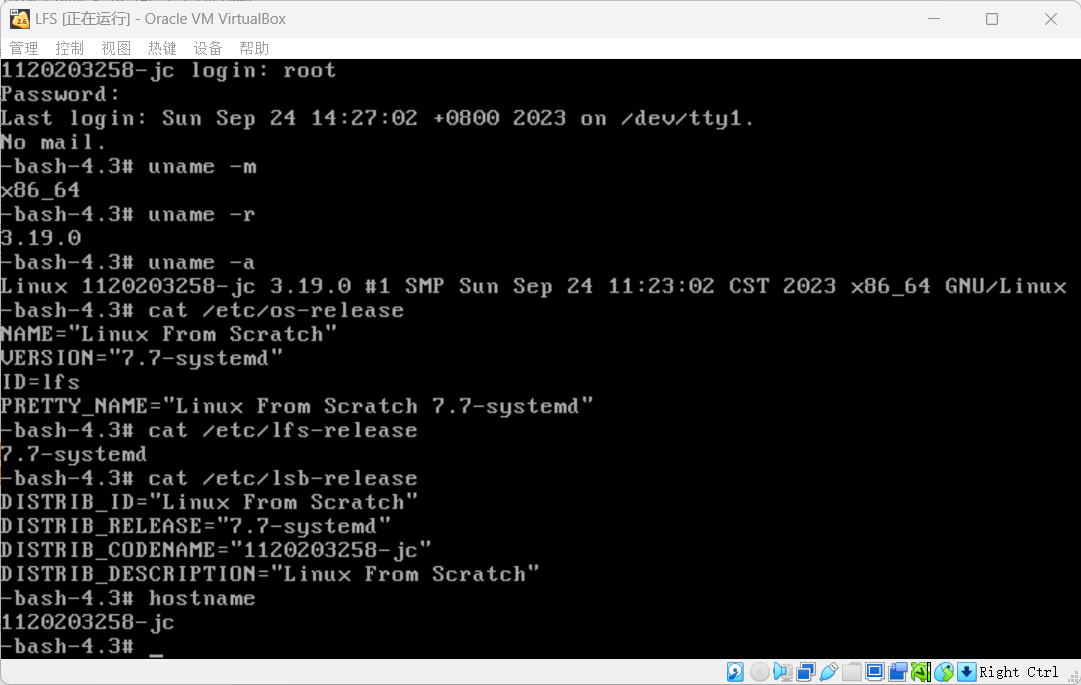 LFS [正在运行] - Oracle VM VirtualBox
管理 控制 视图 热键 设备 帮助
1120203258-jc login: root
Password:
Last login: Sun Sep 24 14:27:02 +0800 2023 on /dev/tty1.
No mail.
-bash-4.3# uname -m
x86_64
-bash-4.3# uname -r
3.19.0
-bash-4.3# uname -a
Linux 1120203258-jc 3.19.0 #1 SMP Sun Sep 24 11:23:02 CST 2023 x86_64 GNU/Linux
-bash-4.3# cat /etc/os-release
NAME="Linux From Scratch"
VERSION="7.7-systemd"
ID=lfs
PRETTY_NAME="Linux From Scratch 7.7-systemd"
-bash-4.3# cat /etc/lfs-release
7.7-systemd
-bash-4.3# cat /etc/lsb-release
DISTRIB_ID="Linux From Scratch"
DISTRIB_RELEASE="7.7-systemd"
DISTRIB_CODENAME="1120203258-jc"
DISTRIB_DESCRIPTION="Linux From Scratch"
-bash-4.3# hostname
1120203258-jc
-bash-4.3# _
Right Ctrl